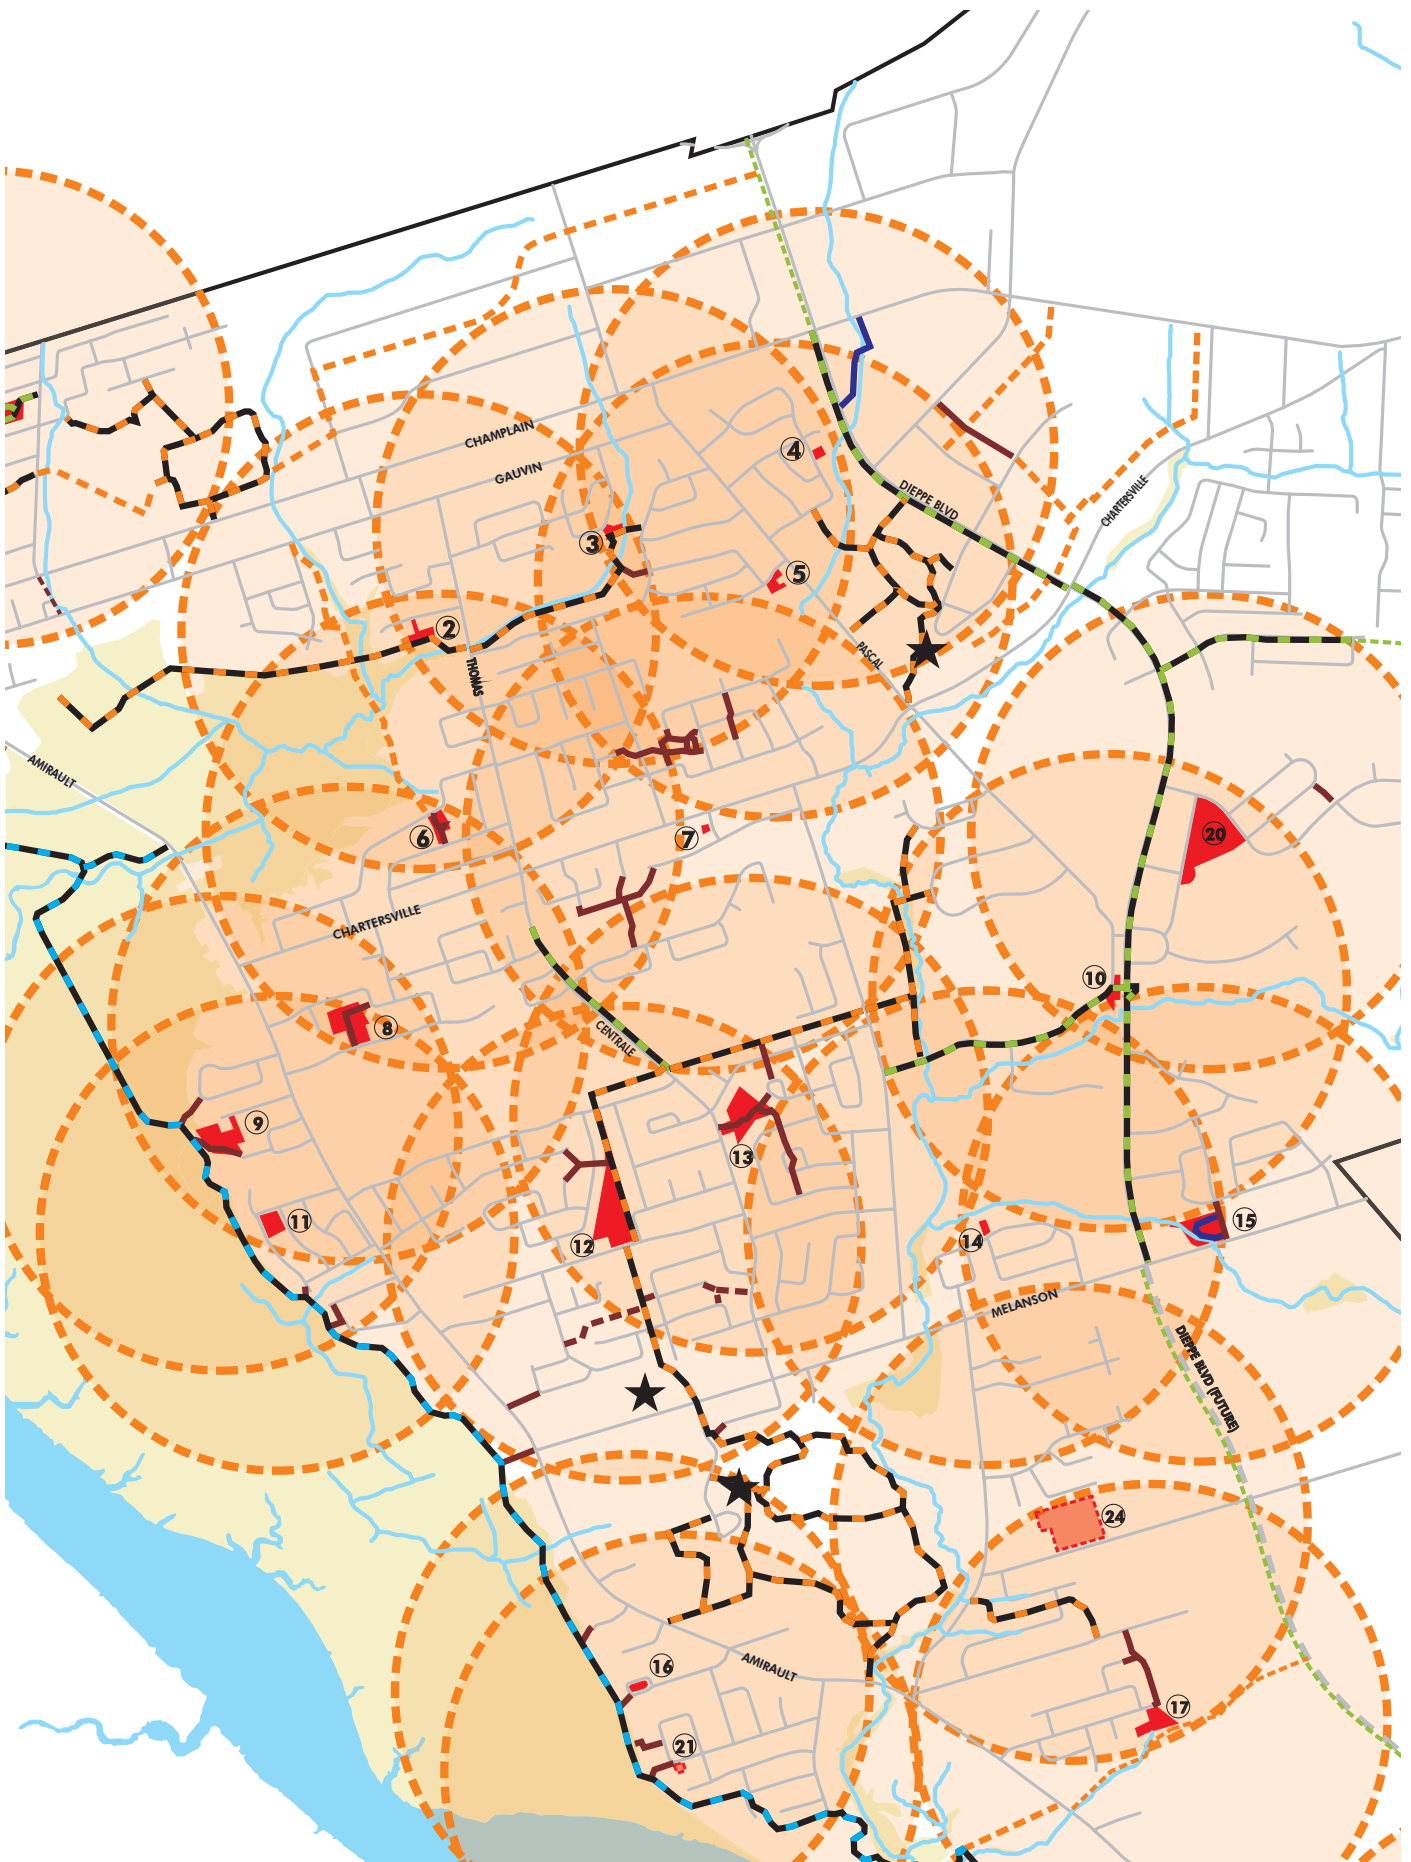 CHAMPLAIN
④
GAUVIN
DIEPPE BLVD
CHARTERSVILLE
③
⑤
②
PASCAL
THOMAS
AMIRAULT
⑥
⑦
⑳
CHARTERSVILLE
⑩
⑧
CENTRALE
⑨
⑬
⑪
⑮
⑫
⑭
MELANSON
DIEPPE BLVD (FUTURE)
㉔
⑯
AMIRAULT
⑰
㉑